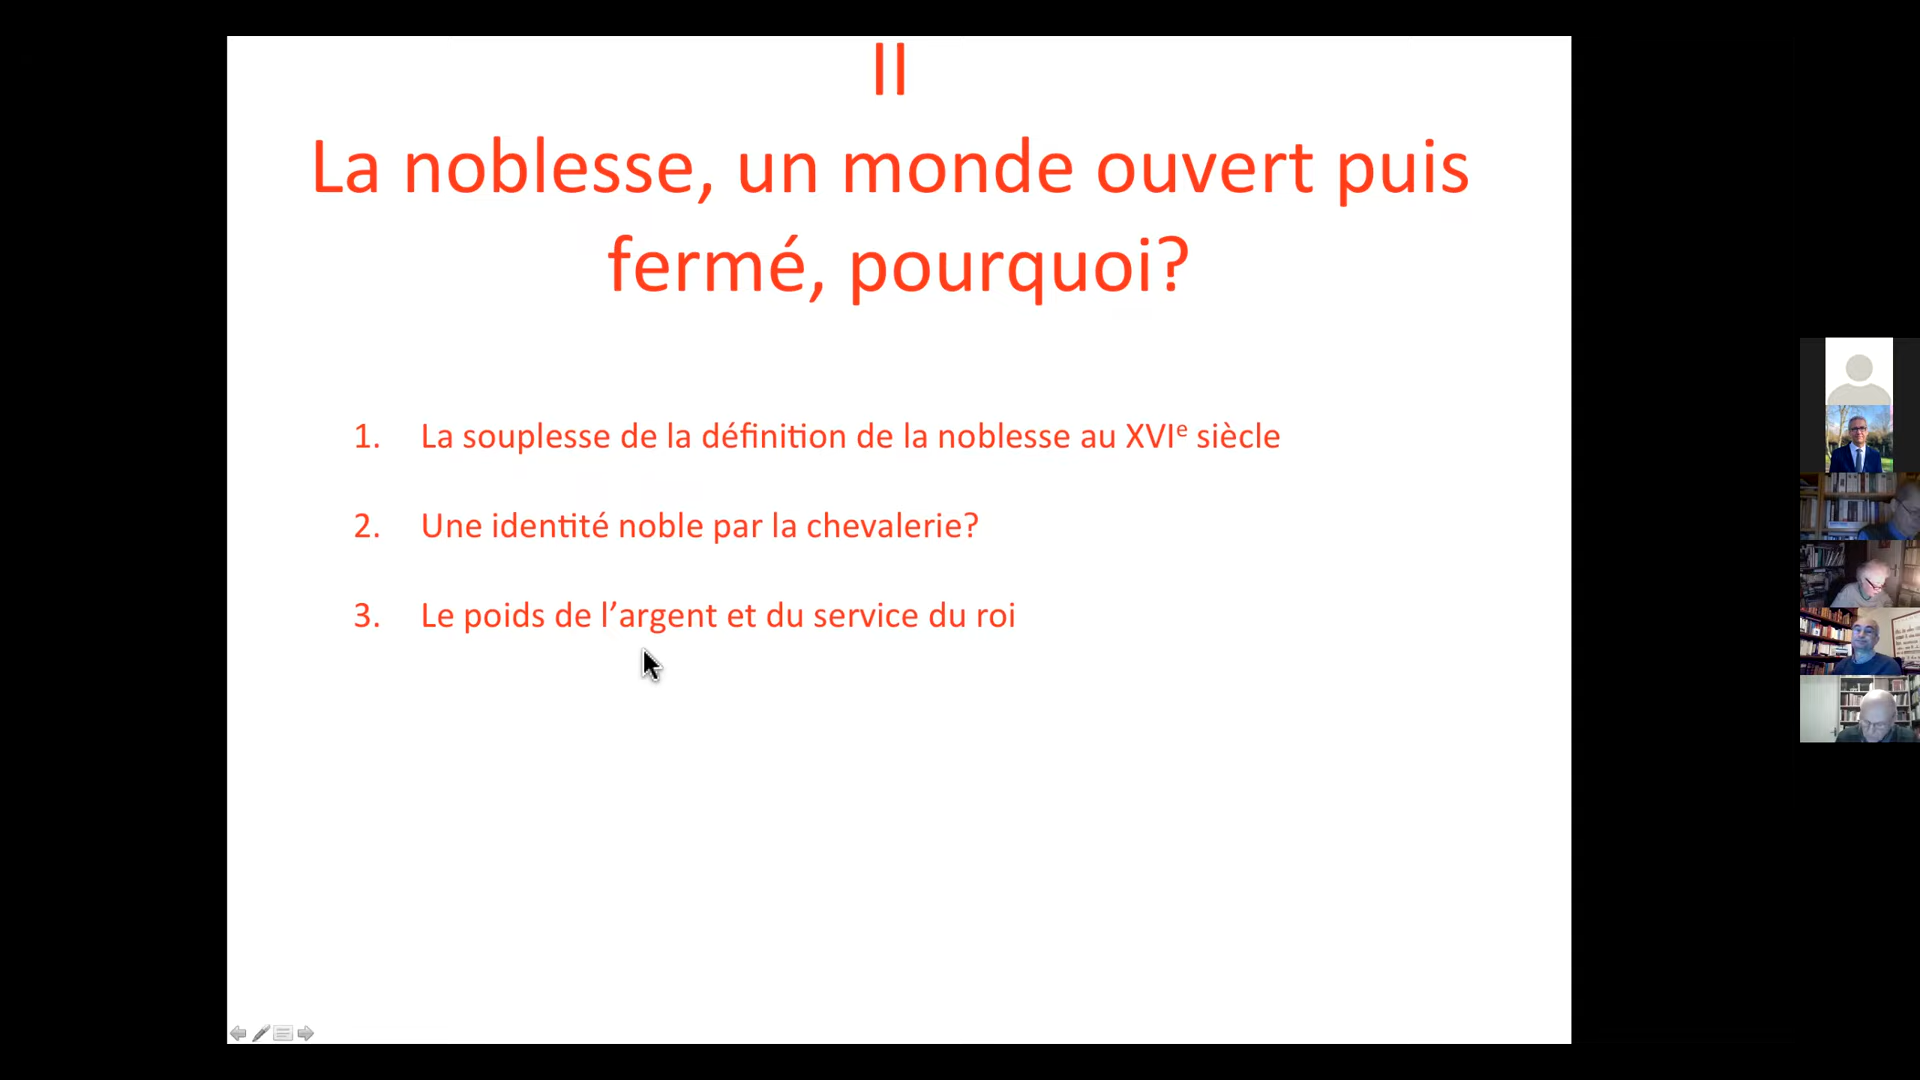 II
La noblesse, un monde ouvert puis
fermé, pourquoi?
1. La souplesse de la définition de la noblesse au XVIe siècle
2. Une identité noble par la chevalerie?
3. Le poids de l’argent et du service du roi